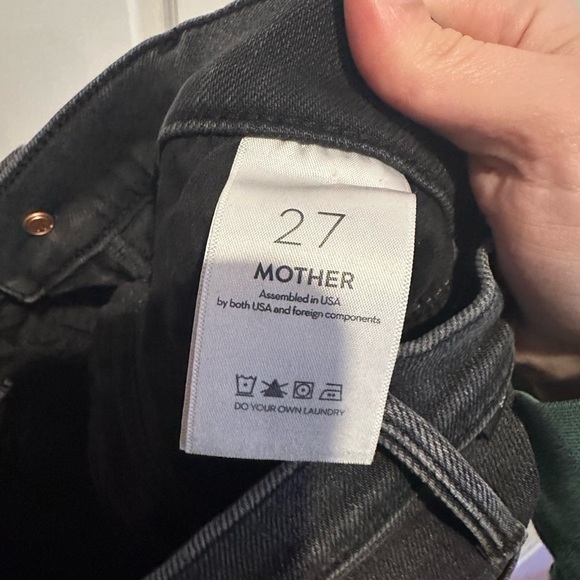 27
MOTHER
Assembled in USA
by both USA and foreign components
DO YOUR OWN LAUNDRY